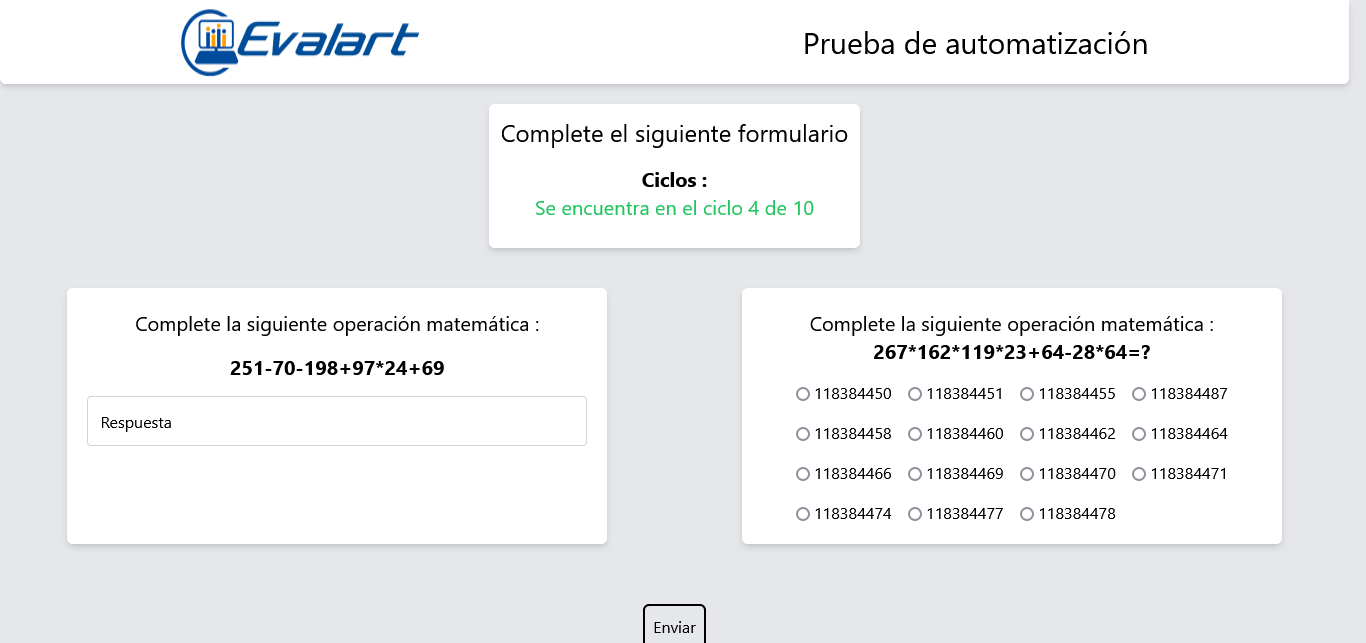 Evalart
Prueba de automatización
Complete el siguiente formulario
Ciclos :
Se encuentra en el ciclo 4 de 10
Complete la siguiente operación matemática :
251-70-198+97*24+69
Respuesta
Complete la siguiente operación matemática :
267*162*119*23+64-28*64=?
118384450 118384451 118384455 118384487
118384458 118384460 118384462 118384464
118384466 118384469 118384470 118384471
118384474 118384477 118384478
Enviar